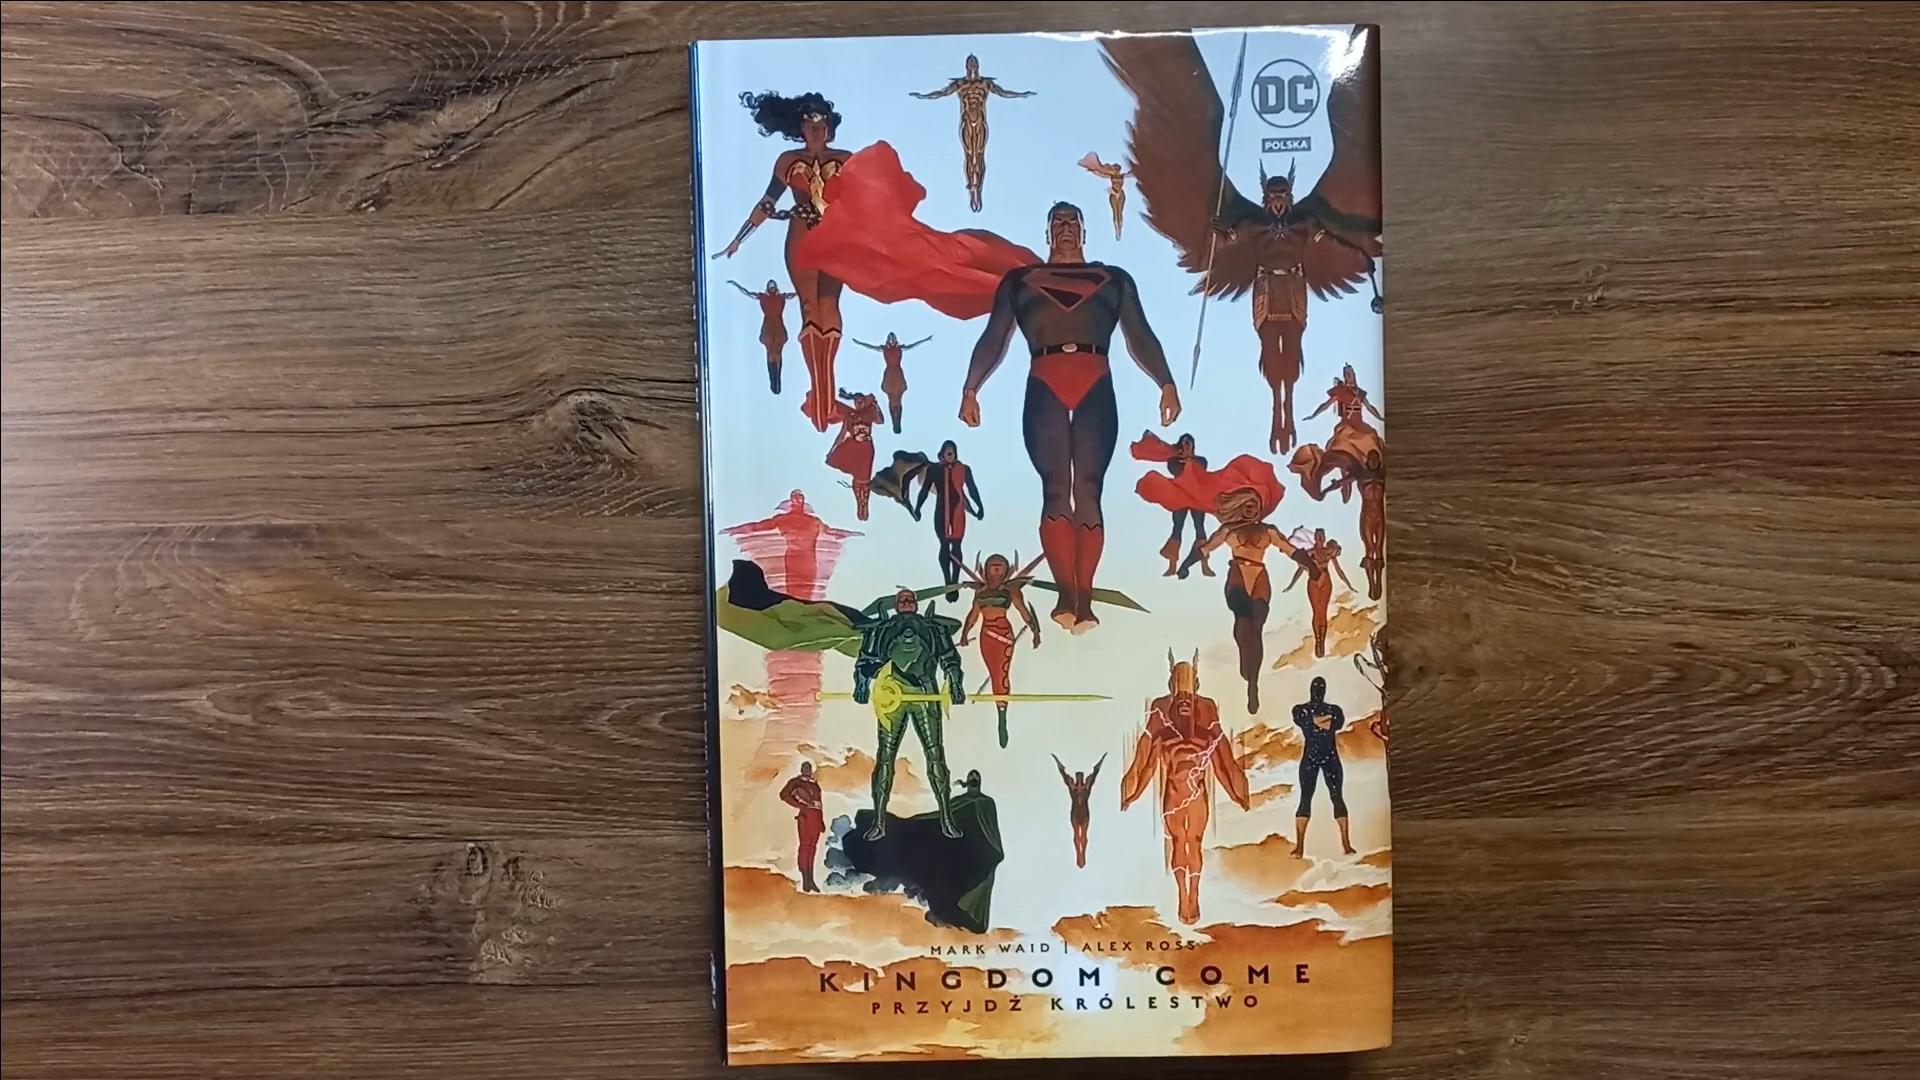 DC
POLSKA
MARK WAID | ALEX ROSS
KINGDOM COME
PRZYJDŹ KRÓLESTWO